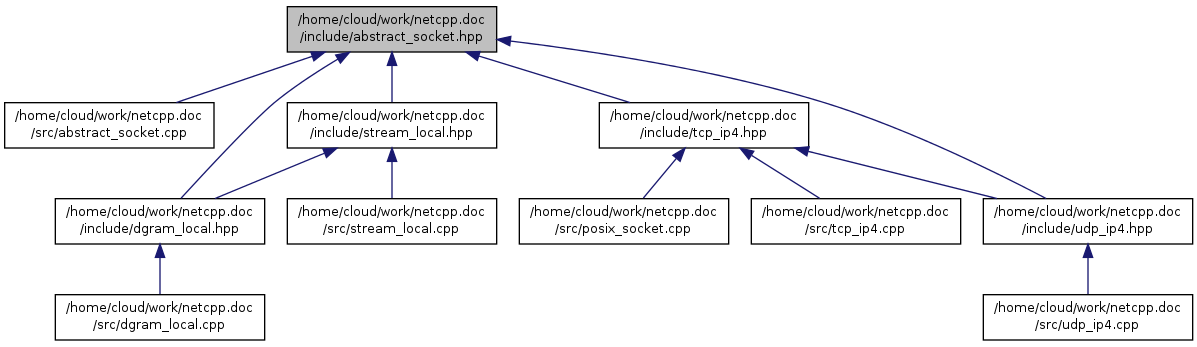 /home/cloud/work/netcpp.doc
/include/abstract_socket.hpp
/home/cloud/work/netcpp.doc
/src/abstract_socket.cpp
/home/cloud/work/netcpp.doc
/include/stream_local.hpp
/home/cloud/work/netcpp.doc
/include/tcp_ip4.hpp
/home/cloud/work/netcpp.doc
/include/dgram_local.hpp
/home/cloud/work/netcpp.doc
/src/stream_local.cpp
/home/cloud/work/netcpp.doc
/src/posix_socket.cpp
/home/cloud/work/netcpp.doc
/src/tcp_ip4.cpp
/home/cloud/work/netcpp.doc
/include/udp_ip4.hpp
/home/cloud/work/netcpp.doc
/src/dgram_local.cpp
/home/cloud/work/netcpp.doc
/src/udp_ip4.cpp